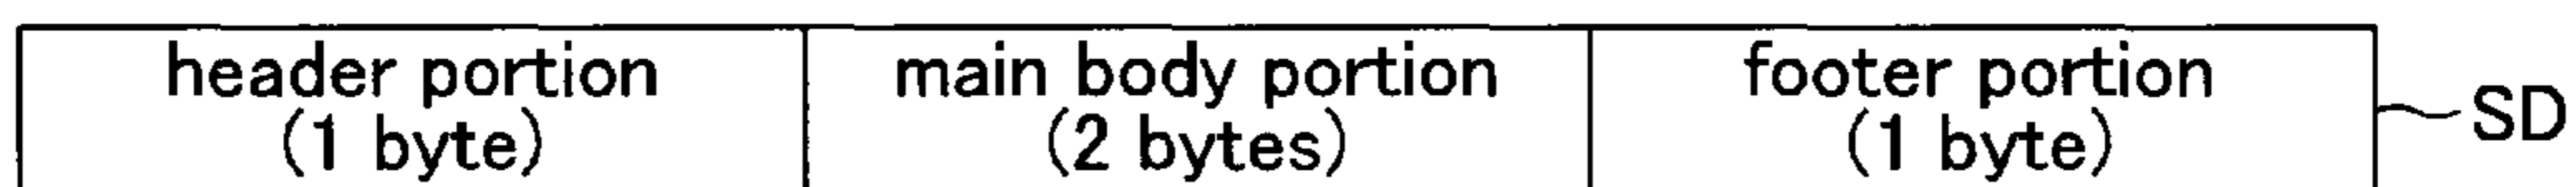 header portion
(1 byte)
main body portion
(2 bytes)
footer portion
(1 byte)
SD